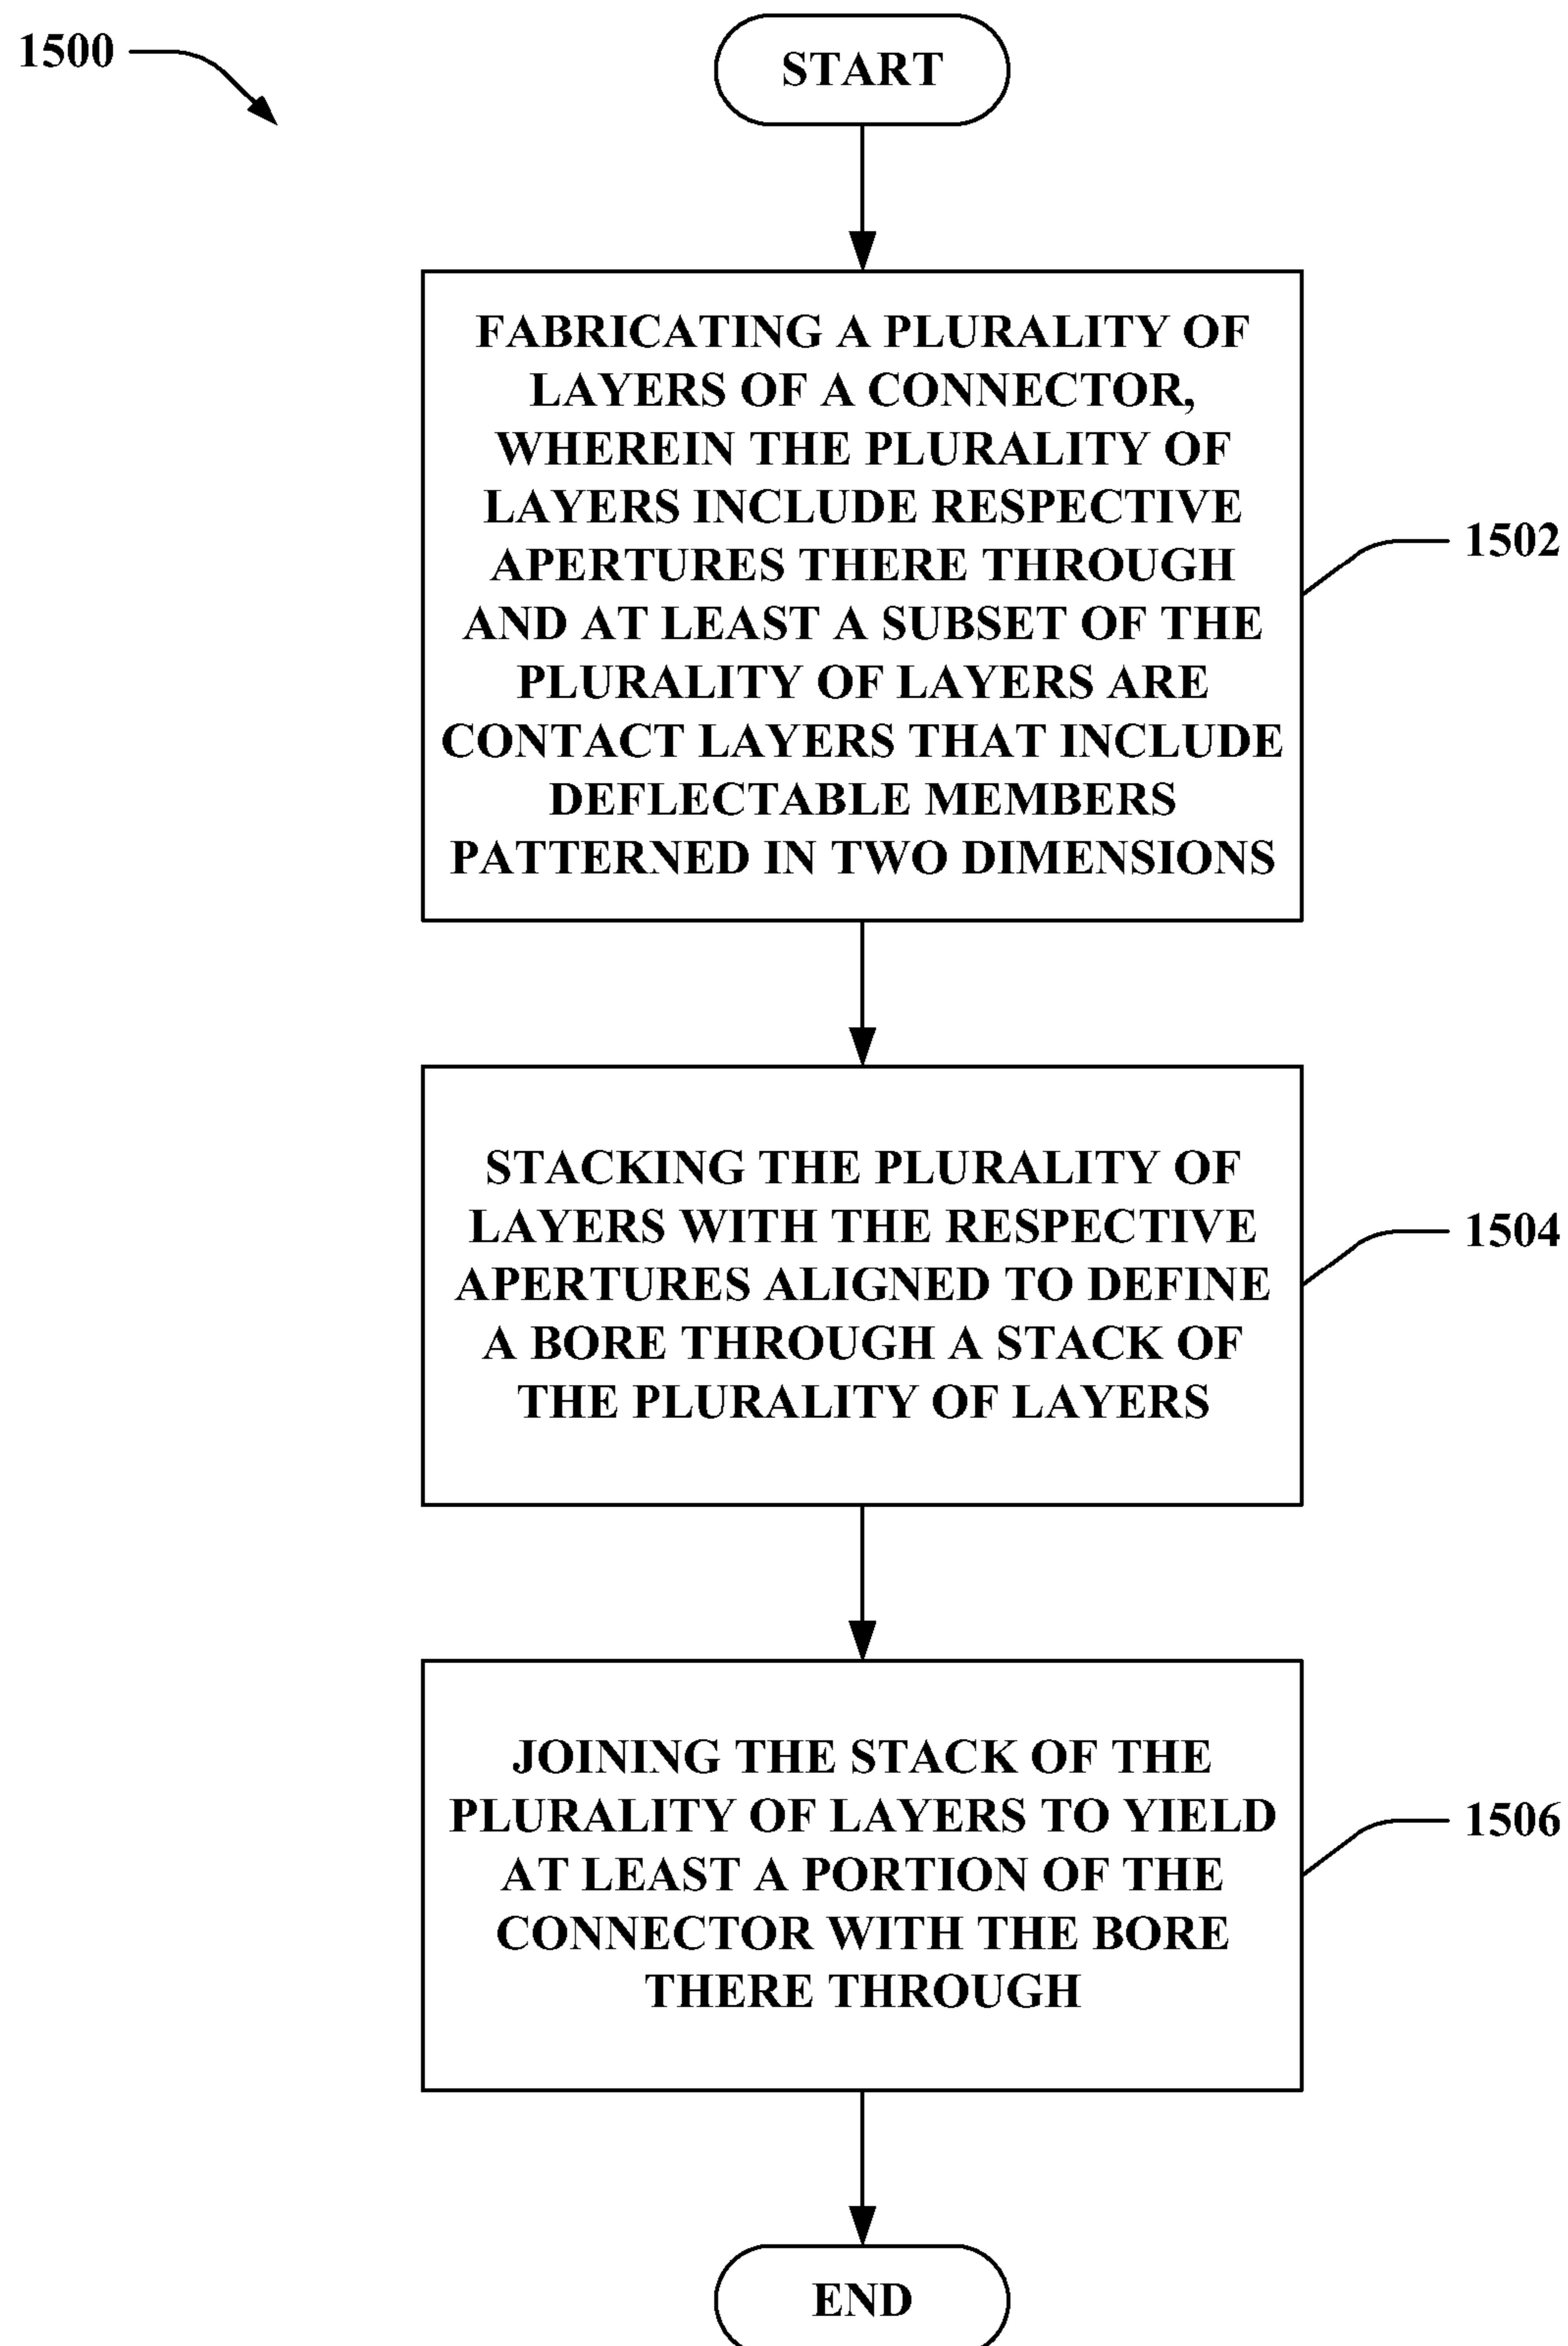 1500
START
FABRICATING A PLURALITY OF
LAYERS OF A CONNECTOR,
WHEREIN THE PLURALITY OF
LAYERS INCLUDE RESPECTIVE
APERTURES THERE THROUGH
AND AT LEAST A SUBSET OF THE
PLURALITY OF LAYERS ARE
CONTACT LAYERS THAT INCLUDE
DEFLECTABLE MEMBERS
PATTERNED IN TWO DIMENSIONS
1502
STACKING THE PLURALITY OF
LAYERS WITH THE RESPECTIVE
APERTURES ALIGNED TO DEFINE
A BORE THROUGH A STACK OF
THE PLURALITY OF LAYERS
1504
JOINING THE STACK OF THE
PLURALITY OF LAYERS TO YIELD
AT LEAST A PORTION OF THE
CONNECTOR WITH THE BORE
THERE THROUGH
1506
END